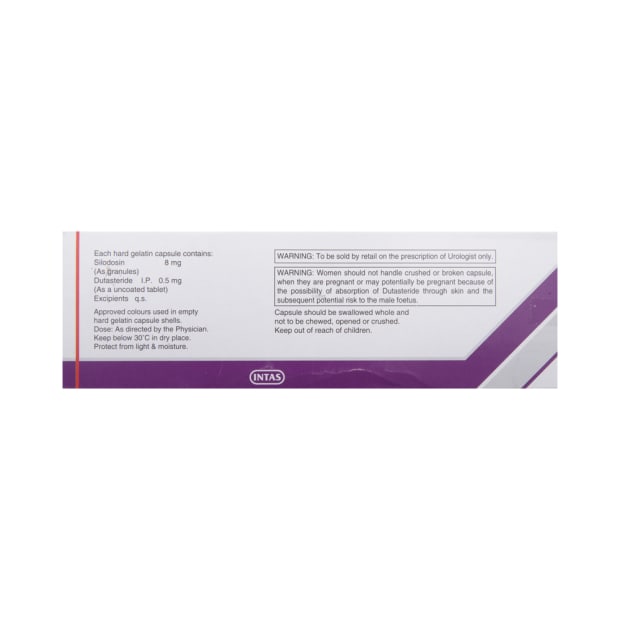 Each hard gelatin capsule contains:
Silodosin 8 mg
(As granules)
Dutasteride I.P. 0.5 mg
(As a uncoated tablet)
Excipients q.s.
Approved colours used in empty
hard gelatin capsule shells.
Dose: As directed by the Physician.
Keep below 30˚C in dry place.
Protect from light & moisture.
WARNING: To be sold by retail on the prescription of Urologist only.
WARNING: Women should not handle crushed or broken capsule,
when they are pregnant or may potentially be pregnant because of
the possibility of absorption of Dutasteride through skin and the
subsequent potential risk to the male foetus.
Capsule should be swallowed whole and
not to be chewed, opened or crushed.
Keep out of reach of children.
INTAS